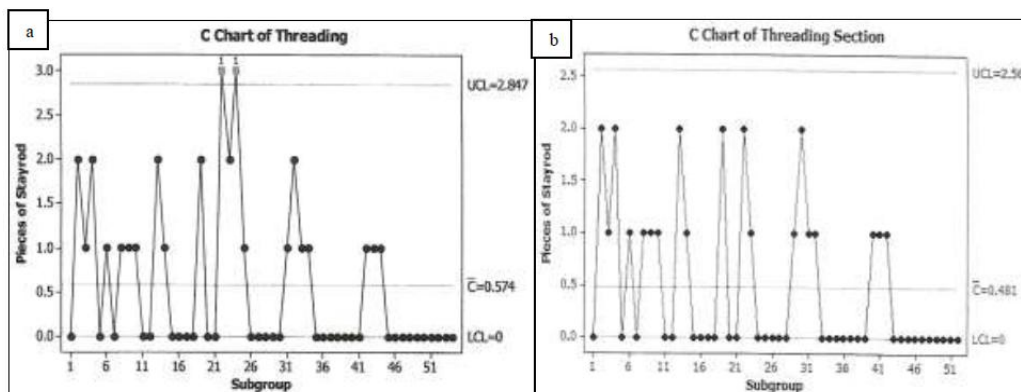 a
C Chart of Threading
1 1
3.0
2.5
2.0
1.5
1.0
0.5
0.0
Pieces of Stayrod
UCL=2.847
C=0.574
LCL=0
1 6 11 16 21 26 31 36 41 46 51
Subgroup
b
C Chart of Threading Section
2.5
2.0
1.5
1.0
0.5
0.0
Pieces of Stayrod
UCL=2.56
C=0.481
LCL=0
1 6 11 16 21 26 31 36 41 46 51
Subgroup